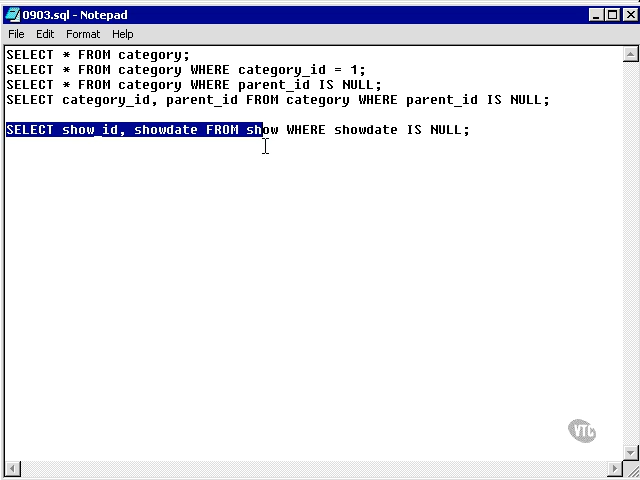 0903.sql - Notepad
File Edit Format Help
SELECT * FROM category;
SELECT * FROM category WHERE category_id = 1;
SELECT * FROM category WHERE parent_id IS NULL;
SELECT category_id, parent_id FROM category WHERE parent_id IS NULL;
SELECT show_id, showdate FROM show WHERE showdate IS NULL;
VTC